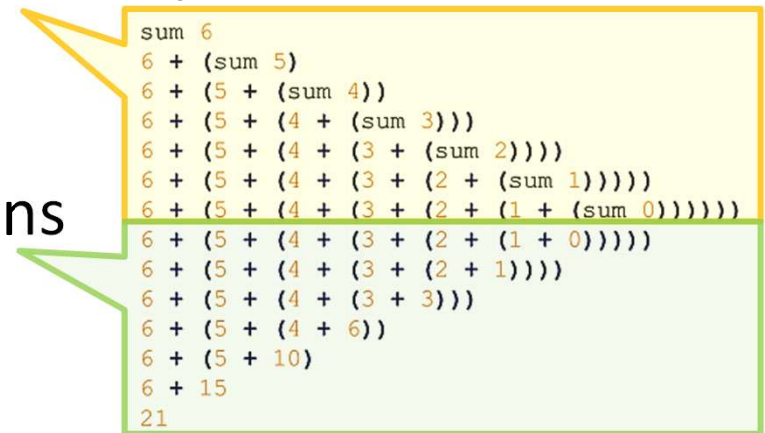 sum 6
6 + (sum 5)
6 + (5 + (sum 4))
6 + (5 + (4 + (sum 3)))
6 + (5 + (4 + (3 + (sum 2))))
6 + (5 + (4 + (3 + (2 + (sum 1)))))
6 + (5 + (4 + (3 + (2 + (1 + (sum 0))))))
ns
6 + (5 + (4 + (3 + (2 + (1 + 0)))))
6 + (5 + (4 + (3 + (2 + 1))))
6 + (5 + (4 + (3 + 3)))
6 + (5 + (4 + 6))
6 + (5 + 10)
6 + 15
21